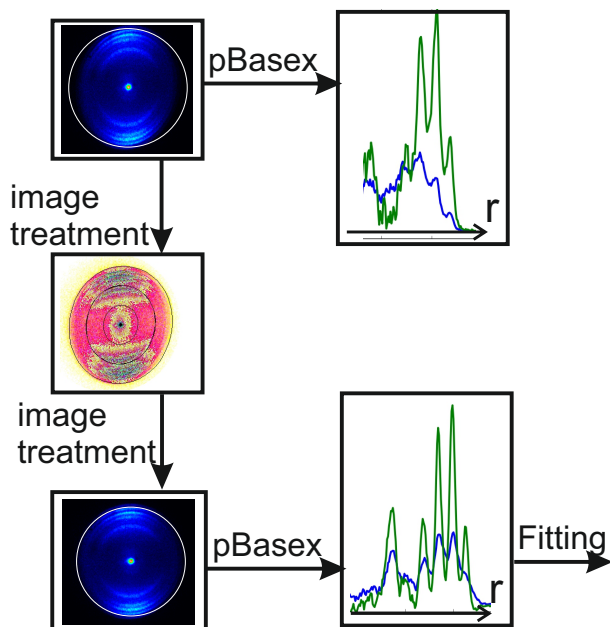 pBasex
r
image
treatment
image
treatment
pBasex
r
Fitting